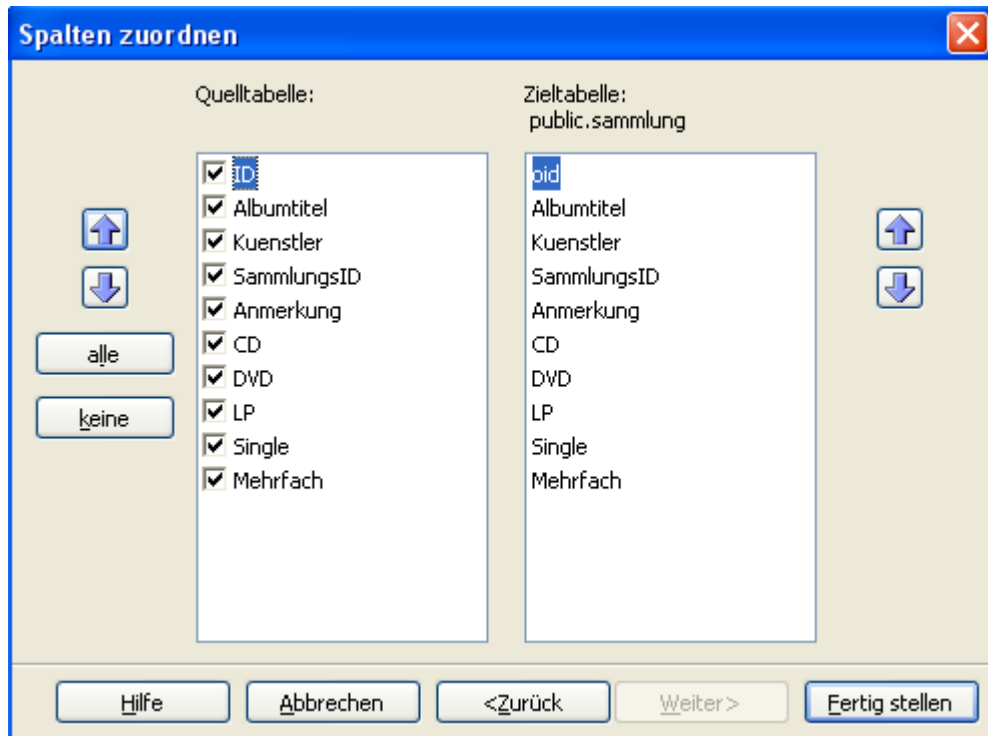 Spalten zuordnen
Quelltabelle:
Zieltabelle:
public.sammlung
ID
Albumtitel
Kuenstler
SammlungsID
Anmerkung
CD
DVD
LP
Single
Mehrfach
oid
Albumtitel
Kuenstler
SammlungsID
Anmerkung
CD
DVD
LP
Single
Mehrfach
alle
keine
Hilfe
Abbrechen
<Zurück
Weiter>
Fertig stellen